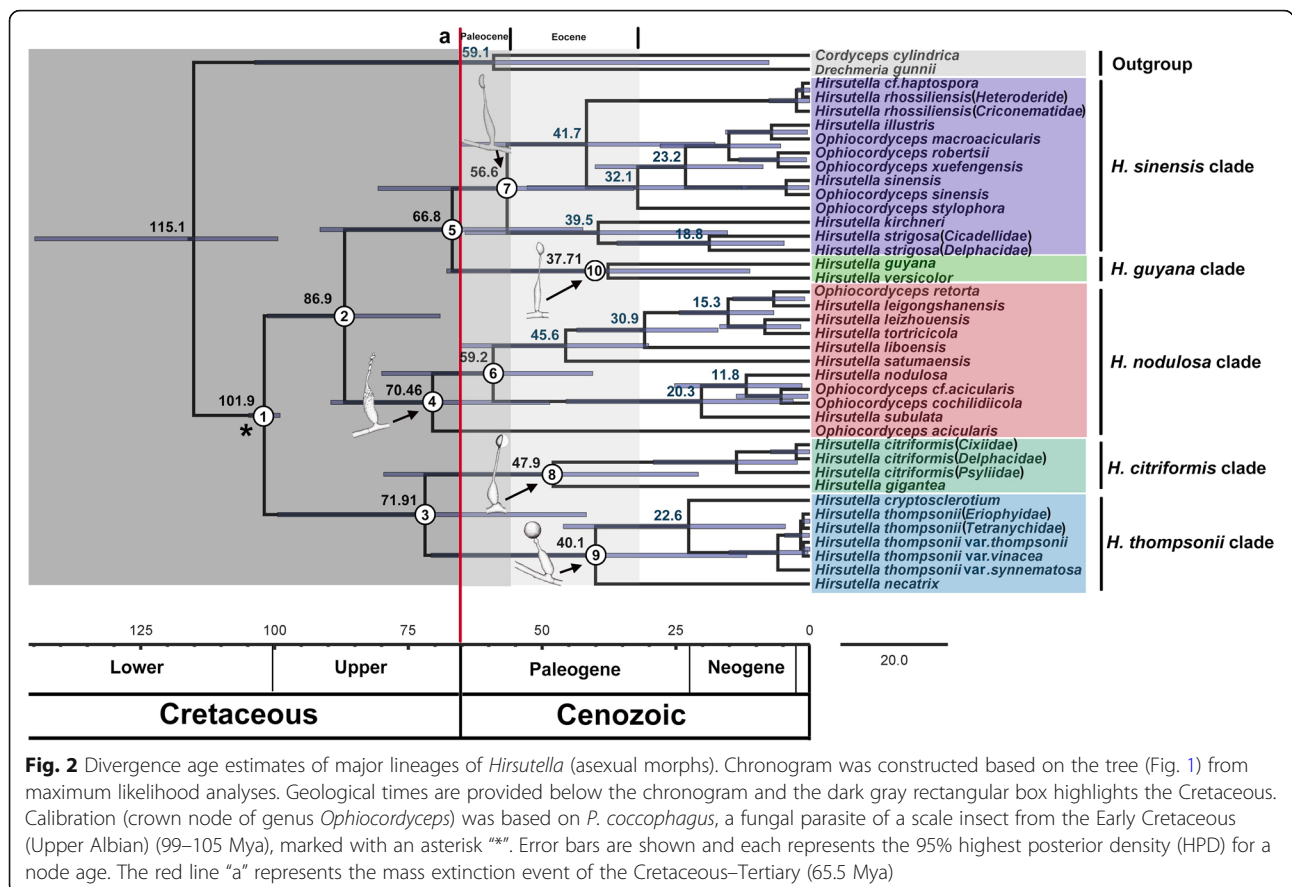 a Paleocene Eocene
59.1
Cordyceps cylindrica
Drechmeria gunnii
Outgroup
Hirsutella cf.haptospora
Hirsutella rhossiliensis(Heteroderide)
Hirsutella rhossiliensis(Criconematidae)
41.7
Hirsutella illustris
Ophiocordyceps macroacicularis
23.2
Ophiocordyceps robertsii
Ophiocordyceps xuefengensis
H. sinensis clade
56.6
7
32.1
Hirsutella sinensis
Ophiocordyceps sinensis
Ophiocordyceps stylophora
66.8
5
39.5
Hirsutella kirchneri
115.1
18.8
Hirsutella strigosa(Cicadellidae)
Hirsutella strigosa(Delphacidae)
37.71
10
Hirsutella guyana
Hirsutella versicolor
H. guyana clade
86.9
2
15.3
Ophiocordyceps retorta
Hirsutella leigongshanensis
30.9
Hirsutella leizhouensis
Hirsutella tortricicola
45.6
Hirsutella liboensis
59.2
Hirsutella satumaensis
H. nodulosa clade
6
11.8
Hirsutella nodulosa
70.46
4
20.3
Ophiocordyceps cf.acicularis
Ophiocordyceps cochilidiicola
101.9
1
*
Hirsutella subulata
Ophiocordyceps acicularis
47.9
8
Hirsutella citriformis(Cixiidae)
Hirsutella citriformis(Delphacidae)
Hirsutella citriformis(Psyliidae)
Hirsutella gigantea
H. citriformis clade
71.91
3
22.6
Hirsutella cryptosclerotium
Hirsutella thompsonii(Eriophyidae)
Hirsutella thompsonii(Tetranychidae)
40.1
9
Hirsutella thompsonii var.thompsonii
Hirsutella thompsonii var.vinacea
Hirsutella thompsonii var.synnematosa
Hirsutella necatrix
H. thompsonii clade
125 100 75 50 25 0
20.0
Lower Upper Paleogene Neogene
Cretaceous Cenozoic
Fig. 2 Divergence age estimates of major lineages of Hirsutella (asexual morphs). Chronogram was constructed based on the tree (Fig. 1) from
maximum likelihood analyses. Geological times are provided below the chronogram and the dark gray rectangular box highlights the Cretaceous.
Calibration (crown node of genus Ophiocordyceps) was based on P. coccophagus, a fungal parasite of a scale insect from the Early Cretaceous
(Upper Albian) (99–105 Mya), marked with an asterisk “*”. Error bars are shown and each represents the 95% highest posterior density (HPD) for a
node age. The red line “a” represents the mass extinction event of the Cretaceous–Tertiary (65.5 Mya)